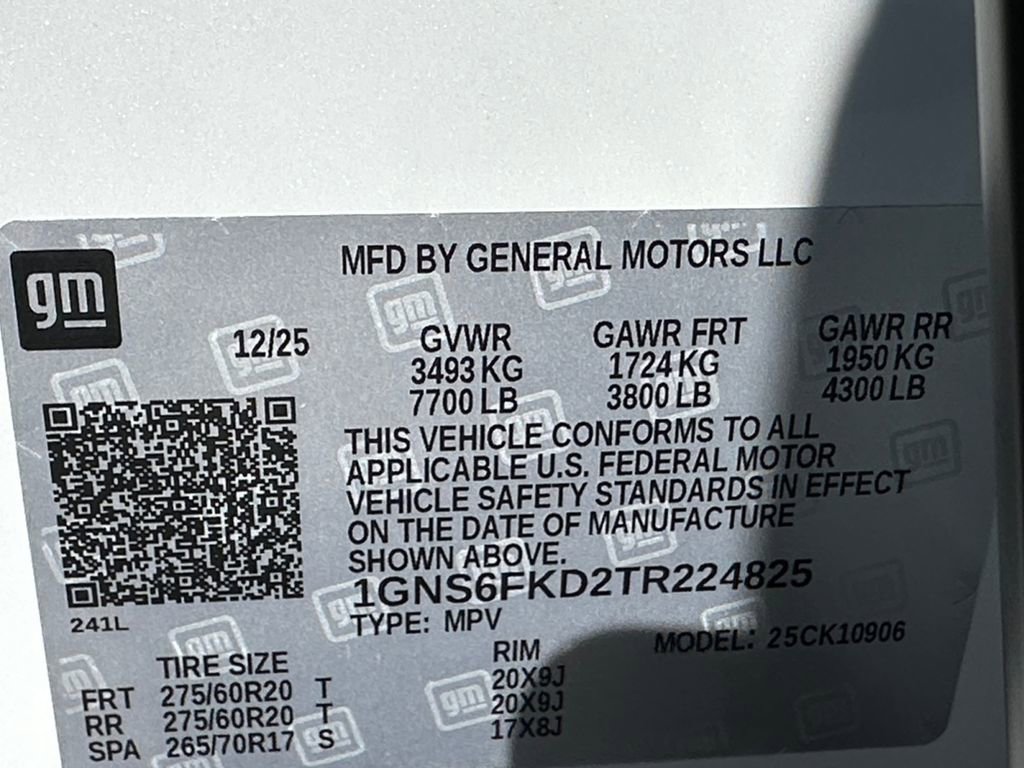 gm
MFD BY GENERAL MOTORS LLC
12/25
GVWR GAWR FRT GAWR RR
3493 KG 1724 KG 1950 KG
7700 LB 3800 LB 4300 LB
THIS VEHICLE CONFORMS TO ALL
APPLICABLE U.S. FEDERAL MOTOR
VEHICLE SAFETY STANDARDS IN EFFECT
ON THE DATE OF MANUFACTURE
SHOWN ABOVE.
1GNS6FKD2TR224825
241L
TYPE: MPV
MODEL: 25CK10906
TIRE SIZE RIM
FRT 275/60R20 T 20X9J
RR 275/60R20 T 20X9J
SPA 265/70R17 S 17X8J